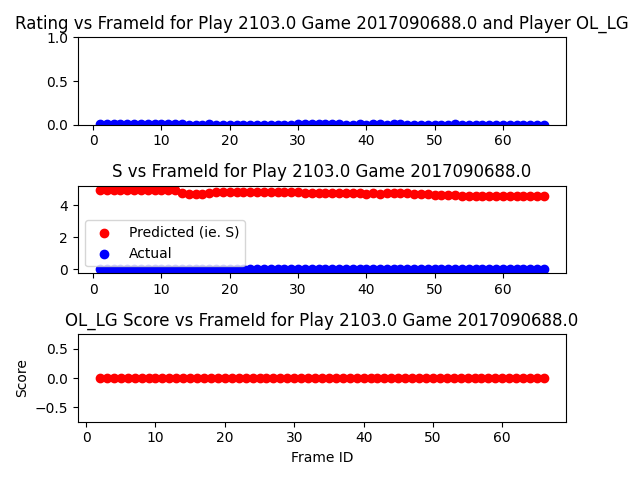 Rating vs FrameId for Play 2103.0 Game 2017090688.0 and Player OL_LG
1.0
0.5
0.0
0 10 20 30 40 50 60
S vs FrameId for Play 2103.0 Game 2017090688.0
4
2
0
Predicted (ie. S)
Actual
0 10 20 30 40 50 60
OL_LG Score vs FrameId for Play 2103.0 Game 2017090688.0
Score
0.5
0.0
−0.5
0 10 20 30 40 50 60
Frame ID